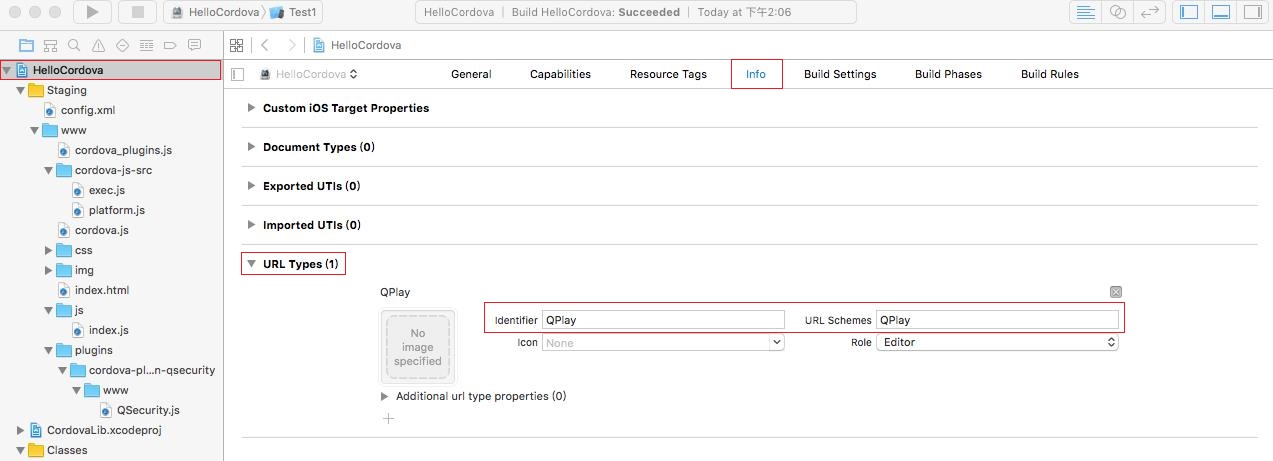 HelloCordova Test1
HelloCordova | Build HelloCordova: Succeeded | Today at 下午2:06
HelloCordova
HelloCordova
Staging
config.xml
www
cordova_plugins.js
cordova-js-src
exec.js
platform.js
cordova.js
css
img
index.html
js
index.js
plugins
cordova-pl...n-qsecurity
www
QSecurity.js
CordovaLib.xcodeproj
Classes
HelloCordova General Capabilities Resource Tags Info Build Settings Build Phases Build Rules
Custom iOS Target Properties
Document Types (0)
Exported UTIs (0)
Imported UTIs (0)
URL Types (1)
QPlay
No
image
specified
Identifier QPlay URL Schemes QPlay
Icon None Role Editor
Additional url type properties (0)